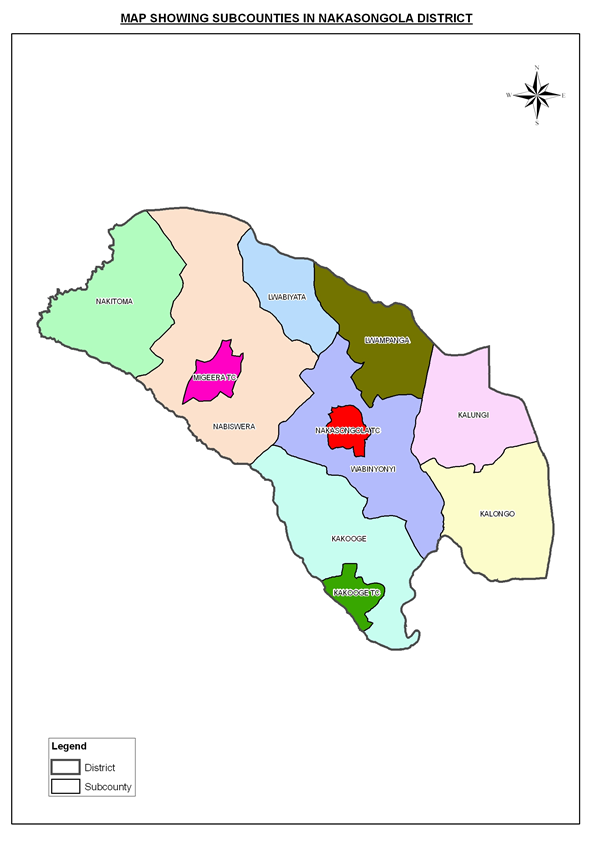 MAP SHOWING SUBCOUNTIES IN NAKASONGOLA DISTRICT
N
W E
S
NAKITOMA
LWABIYATA
LWAMPANGA
MIGEERA TC
KALUNGI
NABISWERA
NAKASONGOLA TC
WABINYONYI
KALONGO
KAKOOGE
KAKOOGE TC
Legend
District
Subcounty